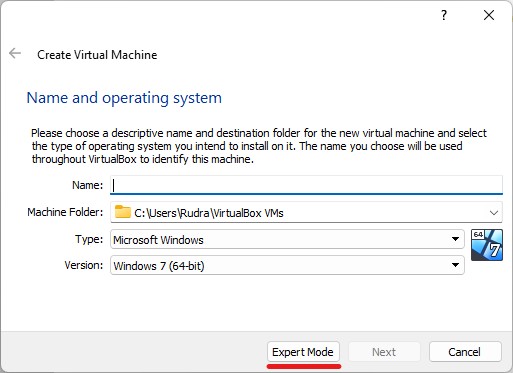 ?
Create Virtual Machine
Name and operating system
Please choose a descriptive name and destination folder for the new virtual machine and select
the type of operating system you intend to install on it. The name you choose will be used
throughout VirtualBox to identify this machine.
Name:
Machine Folder: C:\Users\Rudra\VirtualBox VMs
Type: Microsoft Windows 64
Version: Windows 7 (64-bit) 7
Expert Mode Next Cancel